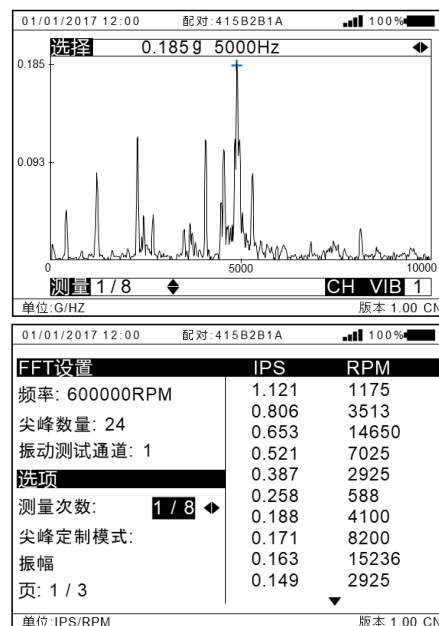 01/01/2017 12:00 配对:415B2B1A 100%
选择 0.185g 5000Hz
0.185
0.093
0 5000 10000
测量 1/8 CH VIB 1
单位:G/HZ 版本 1.00 CN
01/01/2017 12:00 配对:415B2B1A 100%
FFT设置 IPS RPM
频率: 600000RPM 1.121 1175
尖峰数量: 24 0.806 3513
振动测试通道: 1 0.653 14650
0.521 7025
选项 0.387 2925
测量次数: 1/8 0.258 588
0.188 4100
尖峰定制模式: 0.171 8200
振幅 0.163 15236
页: 1/3 0.149 2925
单位:IPS/RPM 版本 1.00 CN